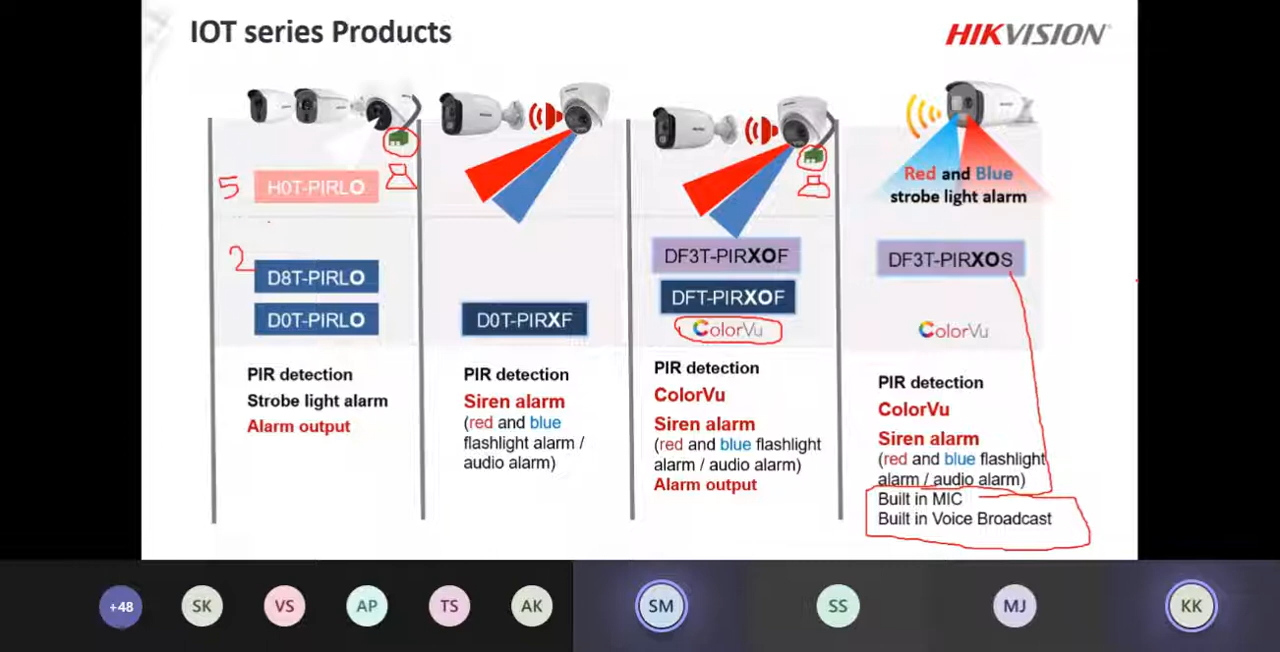 IOT series Products
HIKVISION
5
H0T-PIRLO
2
D8T-PIRLO
D0T-PIRLO
PIR detection
Strobe light alarm
Alarm output
D0T-PIRXF
PIR detection
Siren alarm
(red and blue
flashlight alarm /
audio alarm)
DF3T-PIRXOF
DFT-PIRXOF
ColorVu
PIR detection
ColorVu
Siren alarm
(red and blue flashlight
alarm / audio alarm)
Alarm output
Red and Blue
strobe light alarm
DF3T-PIRXOS
ColorVu
PIR detection
ColorVu
Siren alarm
(red and blue flashlight
alarm / audio alarm)
Built in MIC
Built in Voice Broadcast
+48
SK
VS
AP
TS
AK
SM
SS
MJ
KK